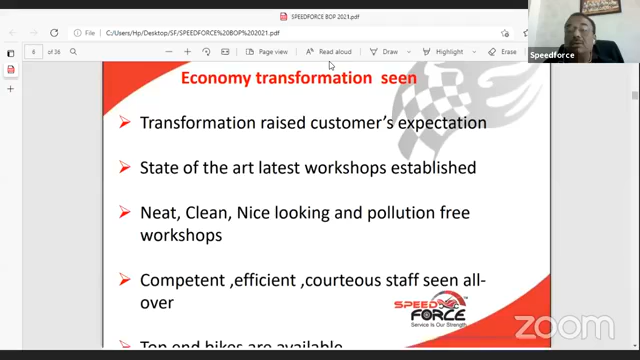 SPEEDFORCE BOP 2021.pdf
C:/Users/Hp/Desktop/SF/SPEEDFORCE%20BOP%202021.pdf
6 of 36
Page view
Read aloud
Draw
Highlight
Erase
Speedforce
Economy transformation seen
Transformation raised customer's expectation
State of the art latest workshops established
Neat, Clean, Nice looking and pollution free
workshops
Competent ,efficient ,courteous staff seen all-
over
SPEED
FORCE
Service Is Our Strength
Top end bikes are available
zoom